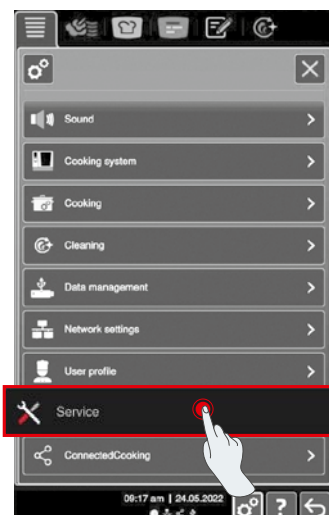 Sound
Cooking system
Cooking
Cleaning
Data management
Network settings
User profile
Service
ConnectedCooking
09:17 am | 24.05.2022
?